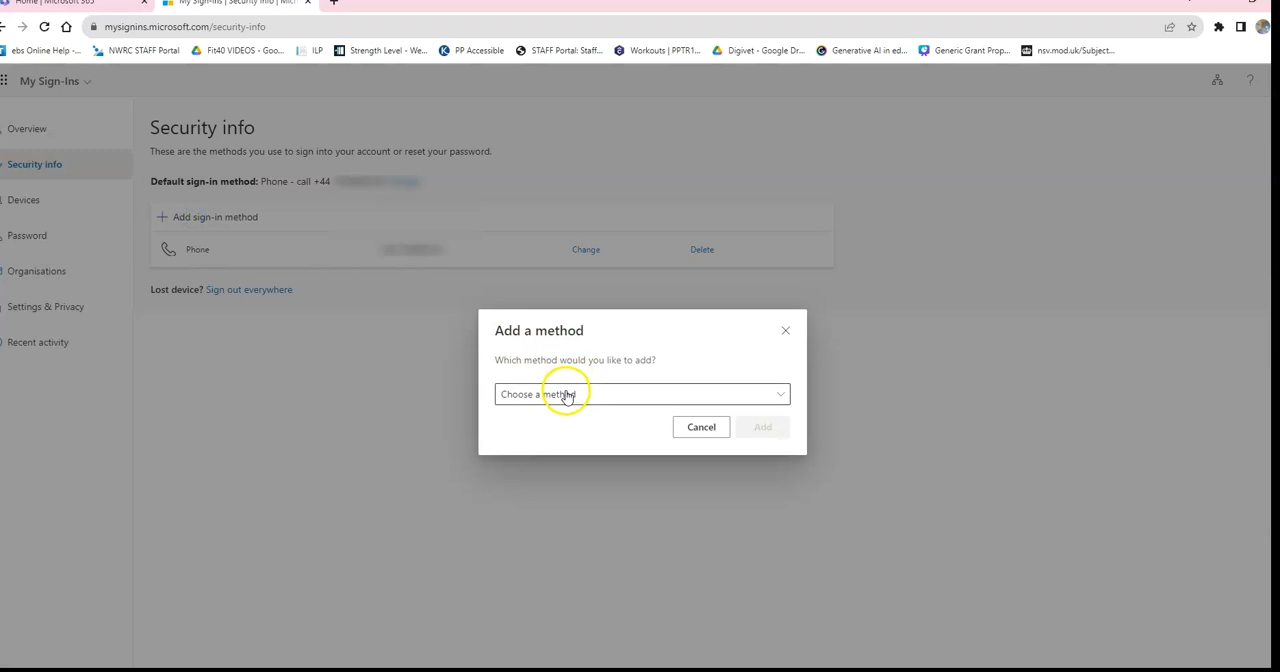 Home | Microsoft 365
My Sign-Ins | Security Info | Micr
mysignins.microsoft.com/security-info
ebs Online Help -...
NWRC STAFF Portal
Fit40 VIDEOS - Goo...
ILP
Strength Level - We...
PP Accessible
STAFF Portal: Staff...
Workouts | PPTR1...
Digivet - Google Dr...
Generative AI in ed...
Generic Grant Prop...
nsv.mod.uk/Subject...
My Sign-Ins
?
Overview
Security info
Devices
Password
Organisations
Settings & Privacy
Recent activity
Security info
These are the methods you use to sign into your account or reset your password.
Default sign-in method: Phone - call +44
+ Add sign-in method
Phone
Change
Delete
Lost device? Sign out everywhere
Add a method
Which method would you like to add?
Choose a method
Cancel
Add